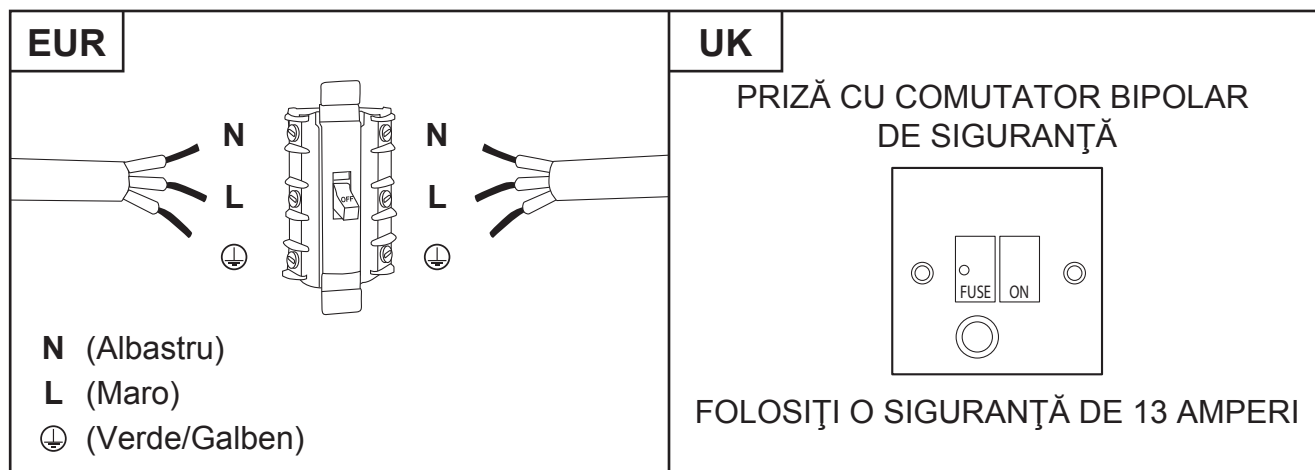 EUR
N
L
OFF
N
L
N (Albastru)
L (Maro)
(Verde/Galben)
UK
PRIZĂ CU COMUTATOR BIPOLAR
DE SIGURANŢĂ
FUSE ON
FOLOSIŢI O SIGURANŢĂ DE 13 AMPERI